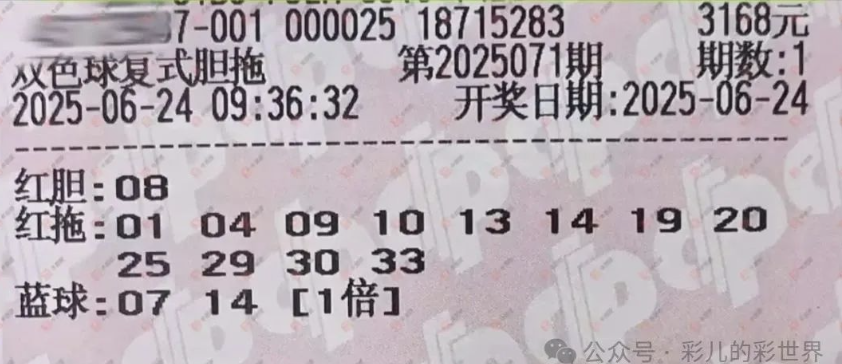 7-001 000025 18715283 3168元
双色球复式胆拖 第2025071期 期数:1
2025-06-24 09:36:32 开奖日期:2025-06-24
红胆:08
红拖:01 04 09 10 13 14 19 20
25 29 30 33
蓝球:07 14 [1倍]
公众号·彩儿的彩世界